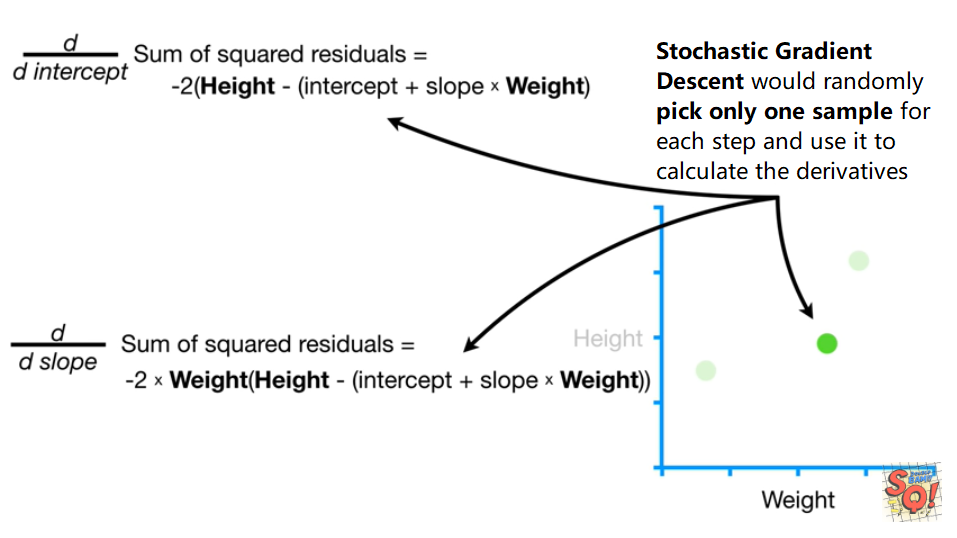 d
d intercept
Sum of squared residuals =
-2(Height - (intercept + slope × Weight)
Stochastic Gradient
Descent would randomly
pick only one sample for
each step and use it to
calculate the derivatives
d
d slope
Sum of squared residuals =
-2 × Weight(Height - (intercept + slope × Weight))
Height
Weight
SQ!